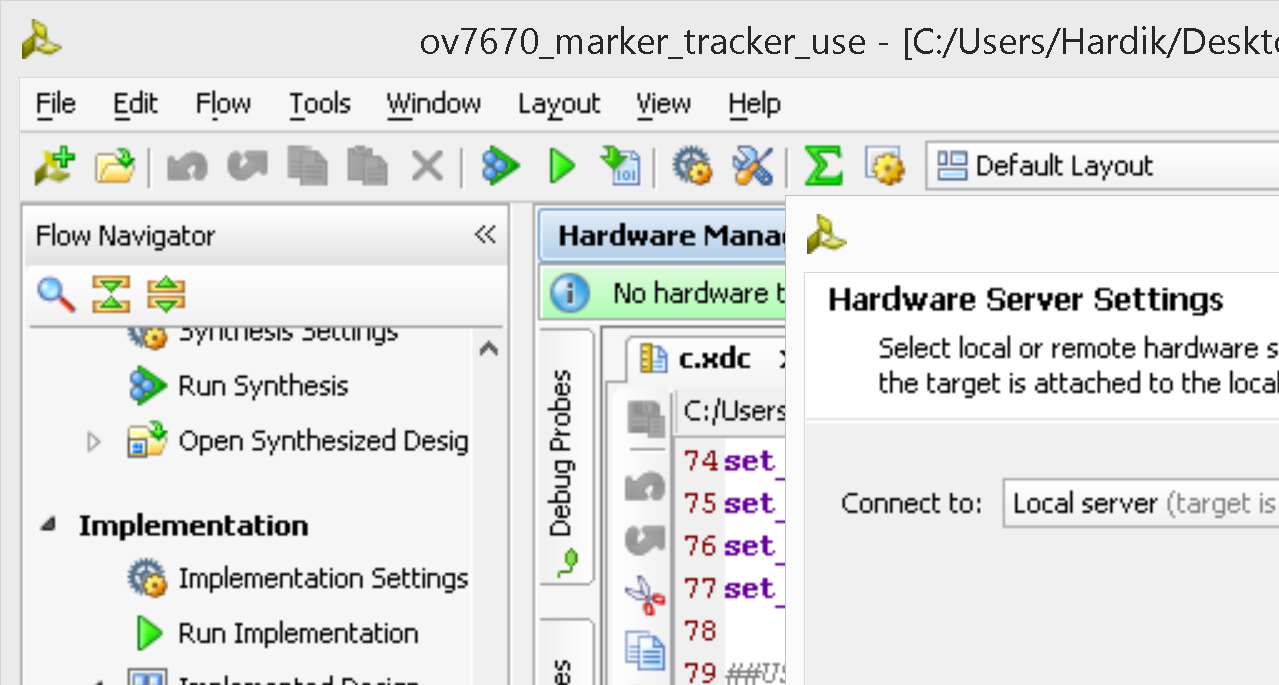 ov7670_marker_tracker_use - [C:/Users/Hardik/Deskto
File Edit Flow Tools Window Layout View Help
Default Layout
Flow Navigator
Synthesis Settings
Run Synthesis
Open Synthesized Desig
Implementation
Implementation Settings
Run Implementation
Implemented Design
Hardware Mana
No hardware t
Debug Probes
c.xdc
C:/Users
74 set_
75 set_
76 set_
77 set_
78
79 ##US
es
Hardware Server Settings
Select local or remote hardware s
the target is attached to the local
Connect to: Local server (target is